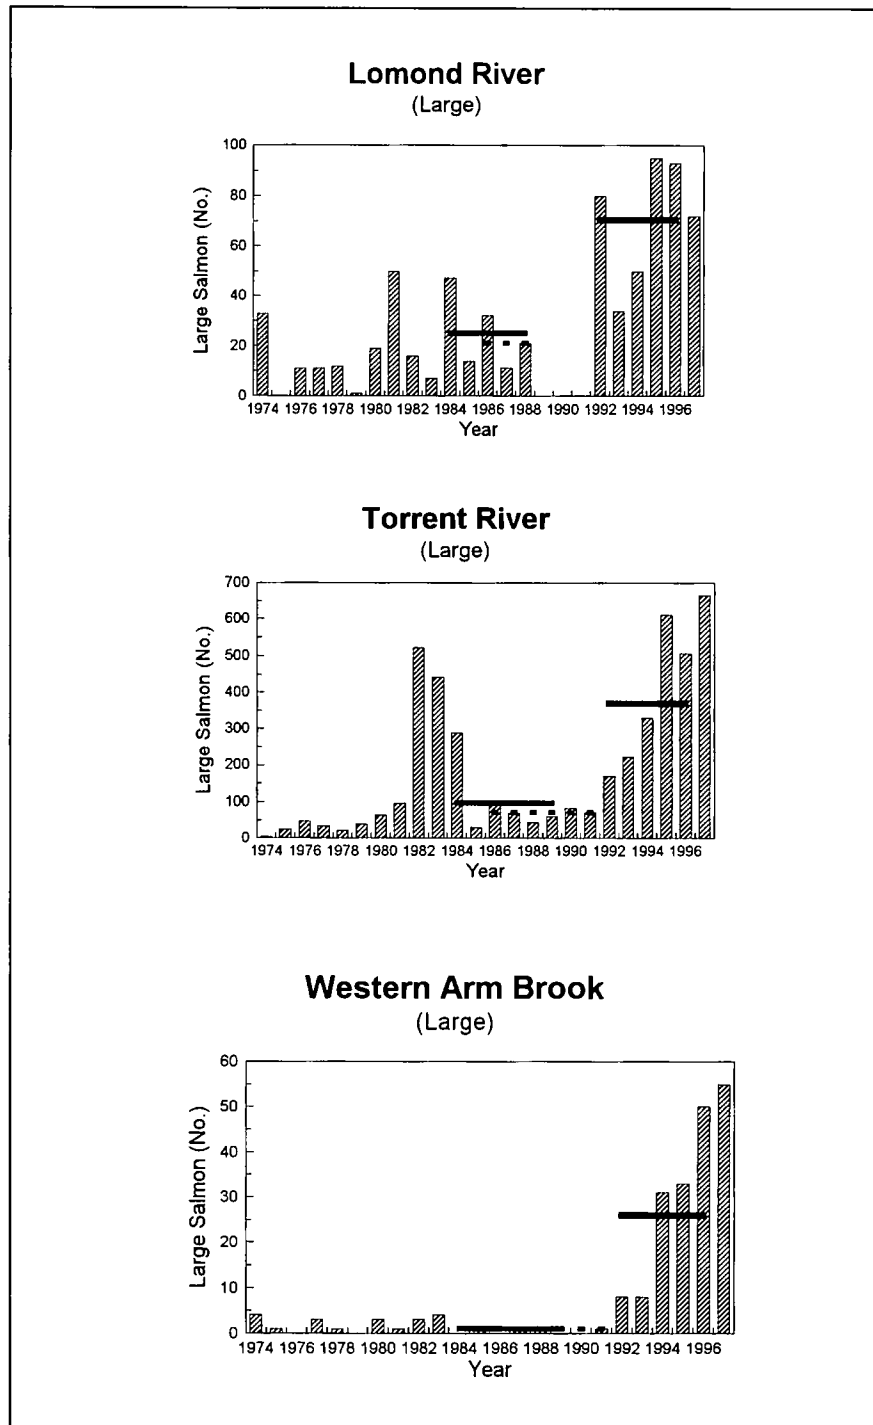 Lomond River
(Large)
Large Salmon (No.)
100
80
60
40
20
0
1974 1976 1978 1980 1982 1984 1986 1988 1990 1992 1994 1996
Year
Torrent River
(Large)
Large Salmon (No.)
700
600
500
400
300
200
100
0
1974 1976 1978 1980 1982 1984 1986 1988 1990 1992 1994 1996
Year
Western Arm Brook
(Large)
Large Salmon (No.)
60
50
40
30
20
10
0
1974 1976 1978 1980 1982 1984 1986 1988 1990 1992 1994 1996
Year